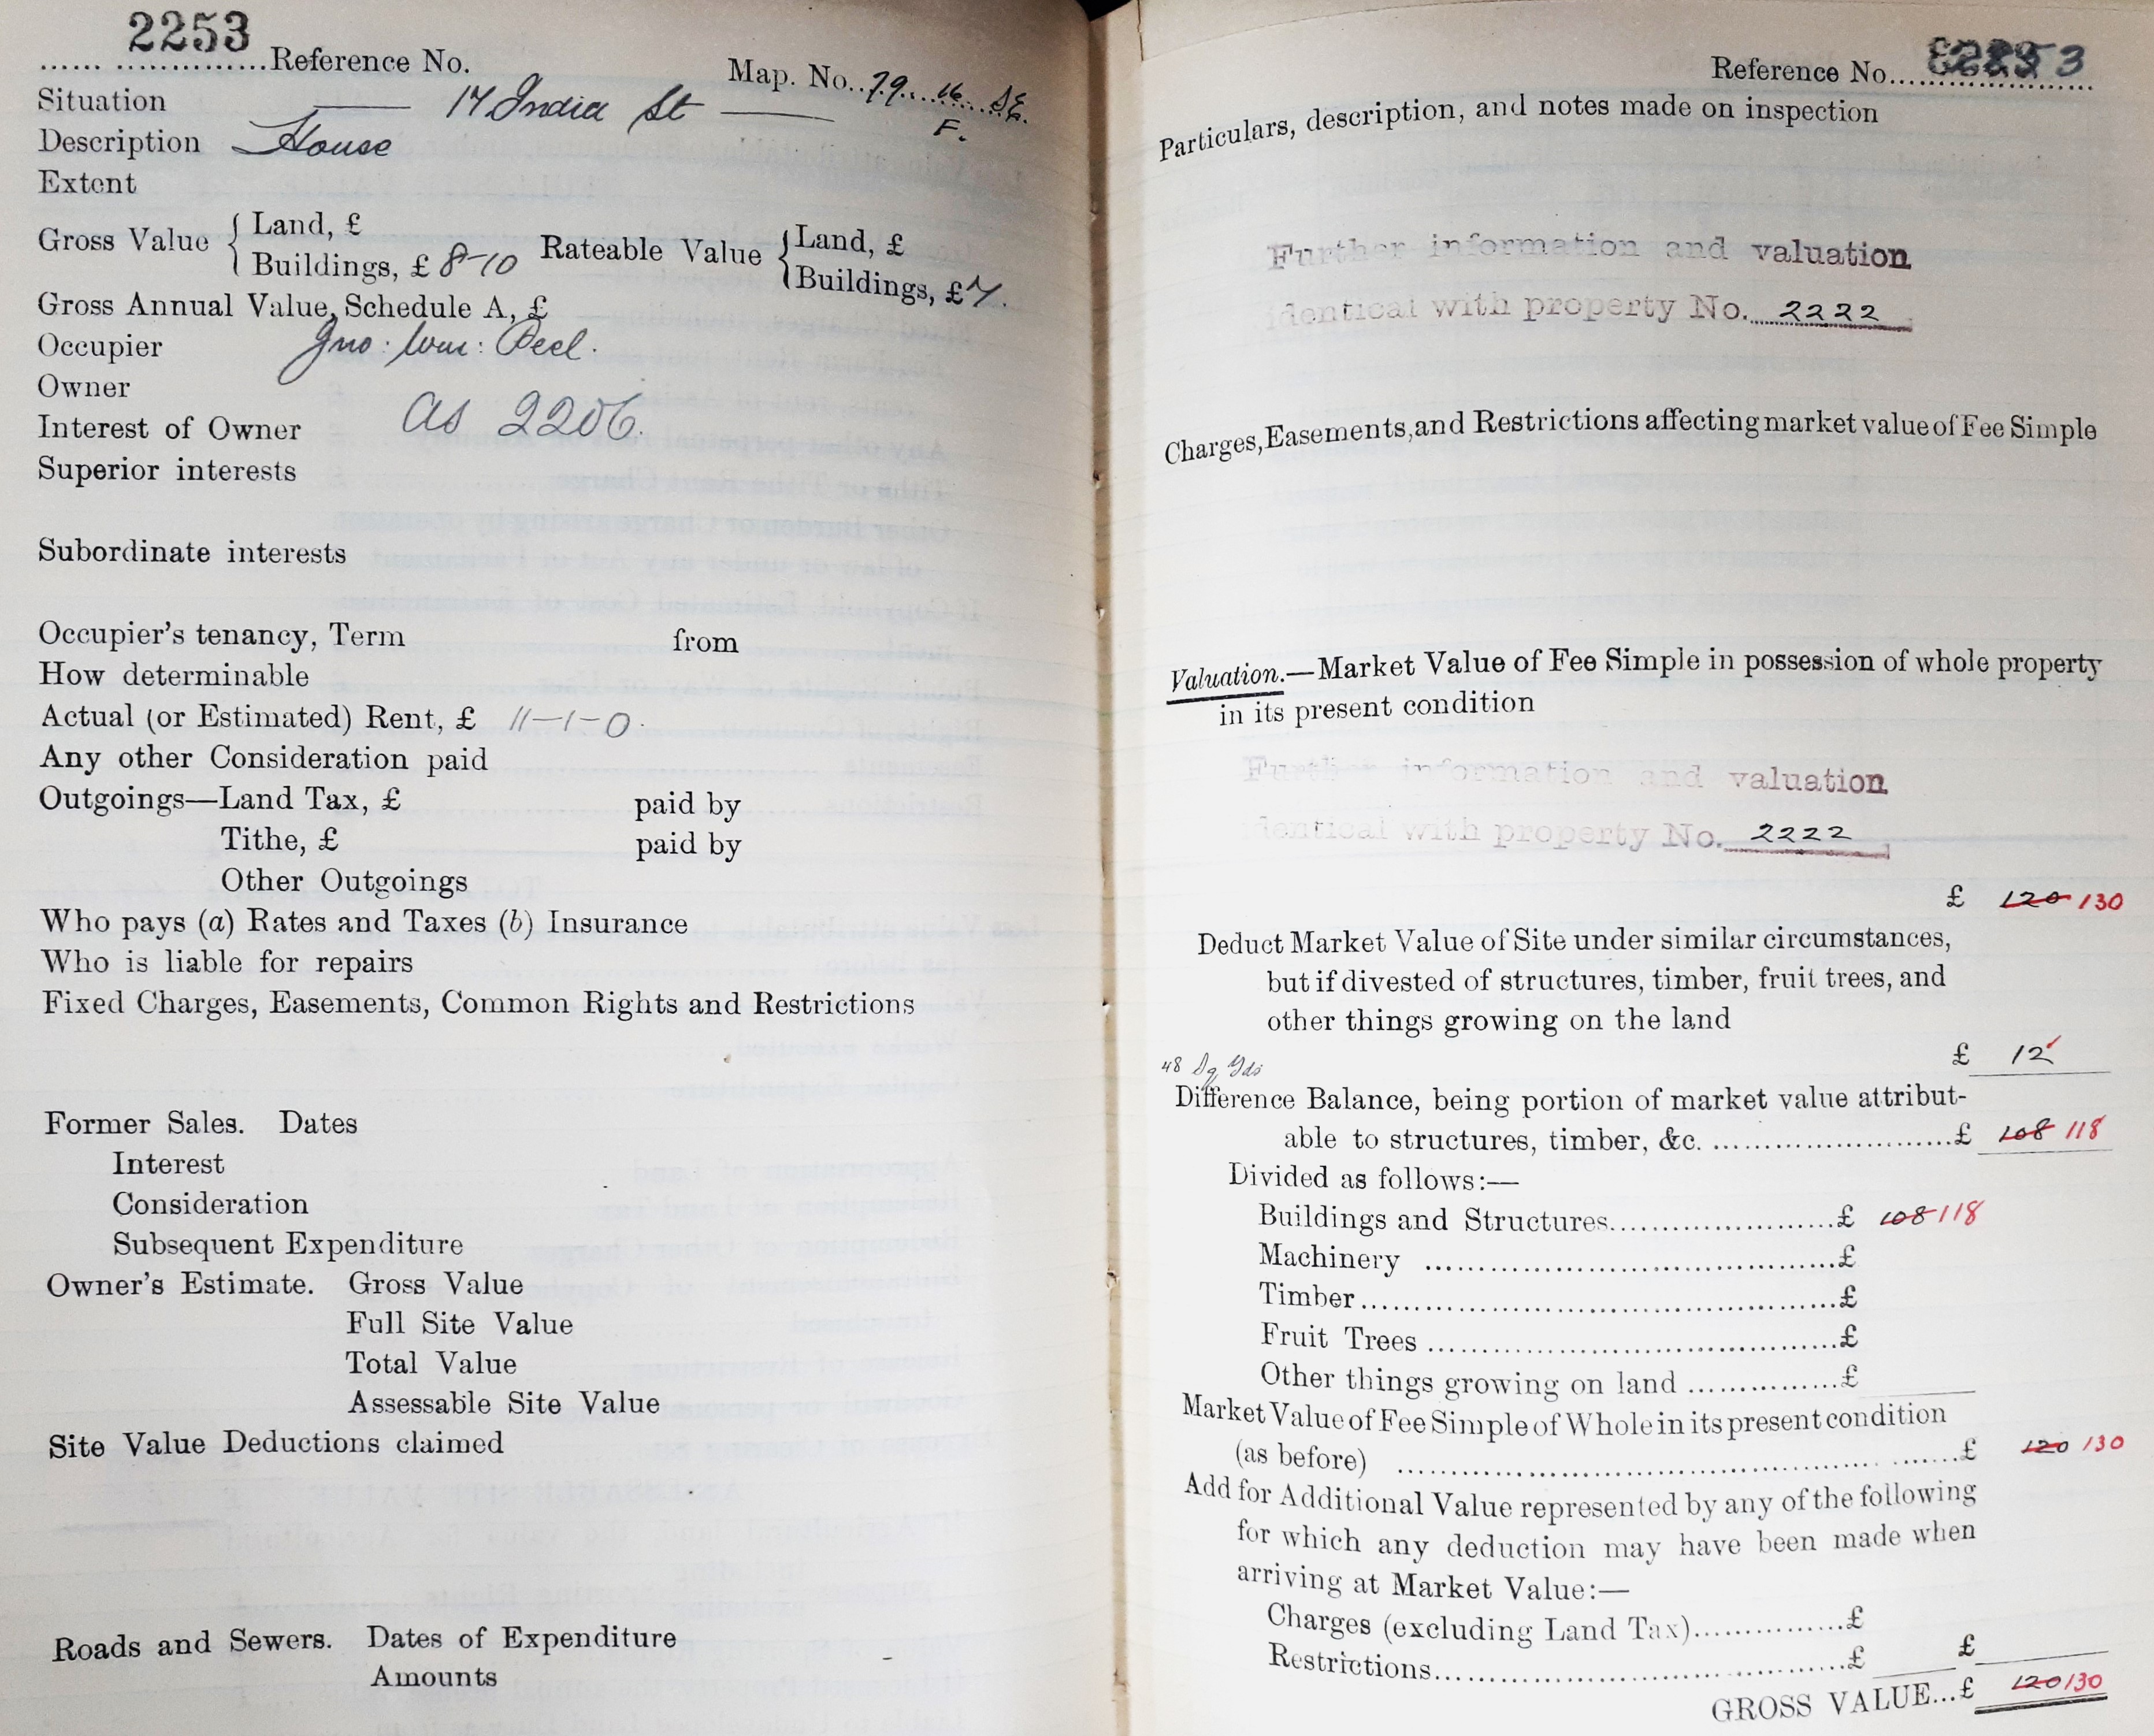 2253
Reference No.
Map. No. 79. 16. SE.
F.
Situation 17 India St
Description House
Extent
Gross Value { Land, £
Buildings, £ 8-10
Rateable Value { Land, £
Buildings, £ 7.
Gross Annual Value, Schedule A, £
Occupier Jno: Wm: Peel.
Owner
Interest of Owner as 2206.
Superior interests
Subordinate interests
Occupier's tenancy, Term from
How determinable
Actual (or Estimated) Rent, £ 11-1-0.
Any other Consideration paid
Outgoings—Land Tax, £ paid by
Tithe, £ paid by
Other Outgoings
Who pays (a) Rates and Taxes (b) Insurance
Who is liable for repairs
Fixed Charges, Easements, Common Rights and Restrictions
Former Sales. Dates
Interest
Consideration
Subsequent Expenditure
Owner's Estimate. Gross Value
Full Site Value
Total Value
Assessable Site Value
Site Value Deductions claimed
Roads and Sewers. Dates of Expenditure
Amounts
Reference No.
Particulars, description, and notes made on inspection
Further information and valuation
identical with property No. 2222
Charges, Easements, and Restrictions affecting market value of Fee Simple
Valuation.—Market Value of Fee Simple in possession of whole property
in its present condition
Further information and valuation
identical with property No. 2222
£ 120 130
Deduct Market Value of Site under similar circumstances,
but if divested of structures, timber, fruit trees, and
other things growing on the land
£ 12
48 Sq Yds
Difference Balance, being portion of market value attribut-
able to structures, timber, &c. £ 108 118
Divided as follows:—
Buildings and Structures £ 108 118
Machinery £
Timber £
Fruit Trees £
Other things growing on land £
Market Value of Fee Simple of Whole in its present condition
(as before) £ 120 130
Add for Additional Value represented by any of the following
for which any deduction may have been made when
arriving at Market Value:—
Charges (excluding Land Tax) £
Restrictions £ £
GROSS VALUE... £ 120 130